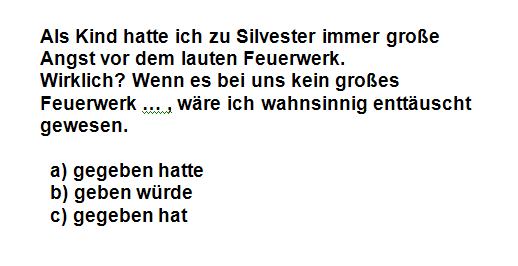 Als Kind hatte ich zu Silvester immer große
Angst vor dem lauten Feuerwerk.
Wirklich? Wenn es bei uns kein großes
Feuerwerk ... , wäre ich wahnsinnig enttäuscht
gewesen.
a) gegeben hatte
b) geben würde
c) gegeben hat